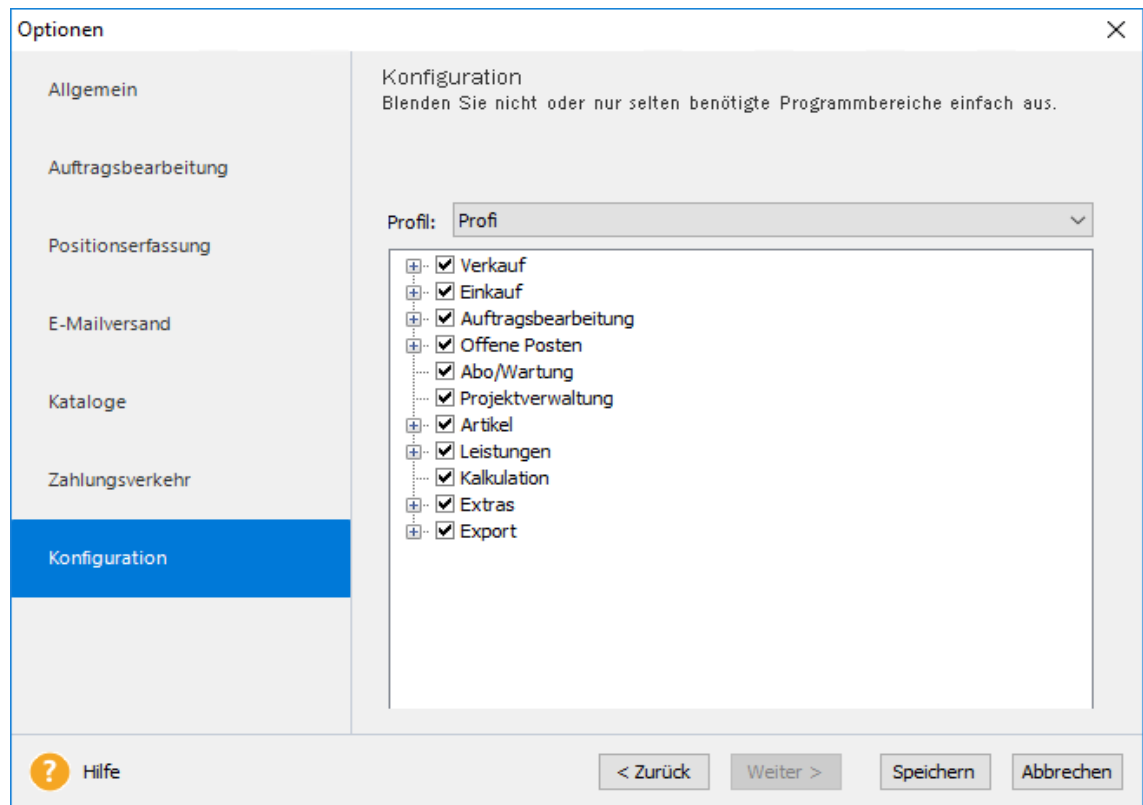 Optionen
Allgemein
Auftragsbearbeitung
Positionserfassung
E-Mailversand
Kataloge
Zahlungsverkehr
Konfiguration
Konfiguration
Blenden Sie nicht oder nur selten benötigte Programmbereiche einfach aus.
Profil: Profi
Verkauf
Einkauf
Auftragsbearbeitung
Offene Posten
Abo/Wartung
Projektverwaltung
Artikel
Leistungen
Kalkulation
Extras
Export
? Hilfe
< Zurück Weiter > Speichern Abbrechen